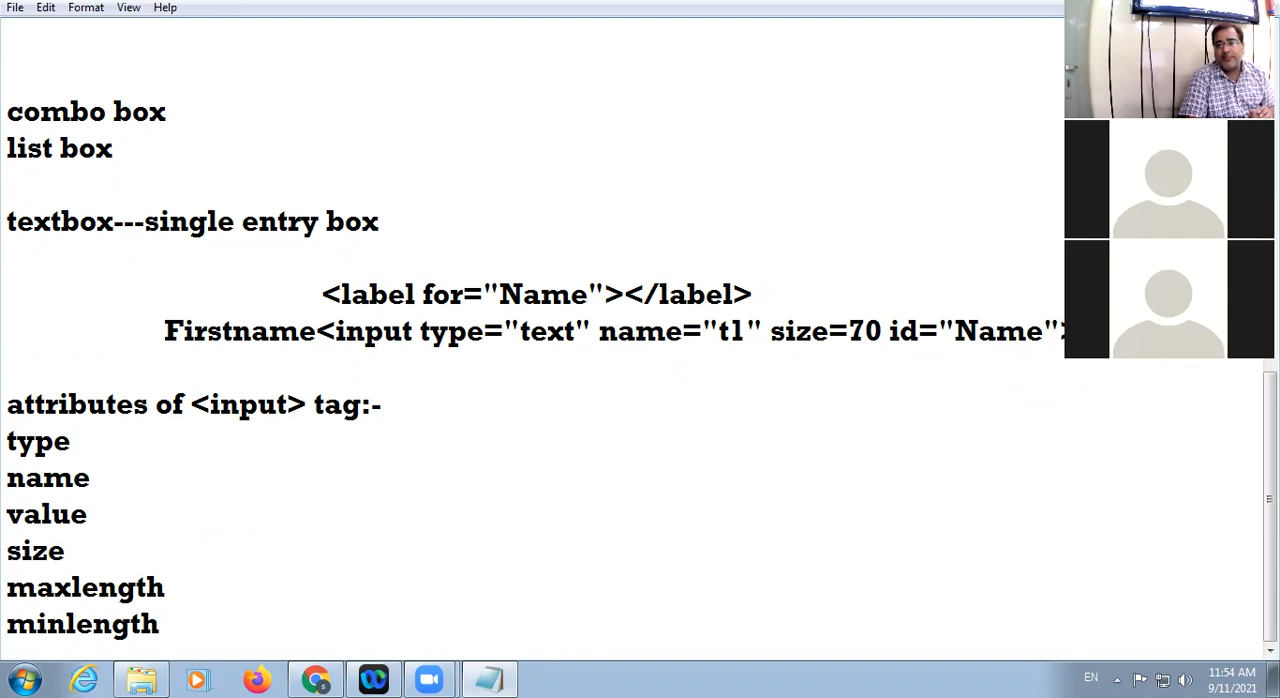 File Edit Format View Help
combo box
list box
textbox---single entry box
<label for="Name"></label>
Firstname<input type="text" name="t1" size=70 id="Name">
attributes of <input> tag:-
type
name
value
size
maxlength
minlength
EN
11:54 AM
9/11/2021